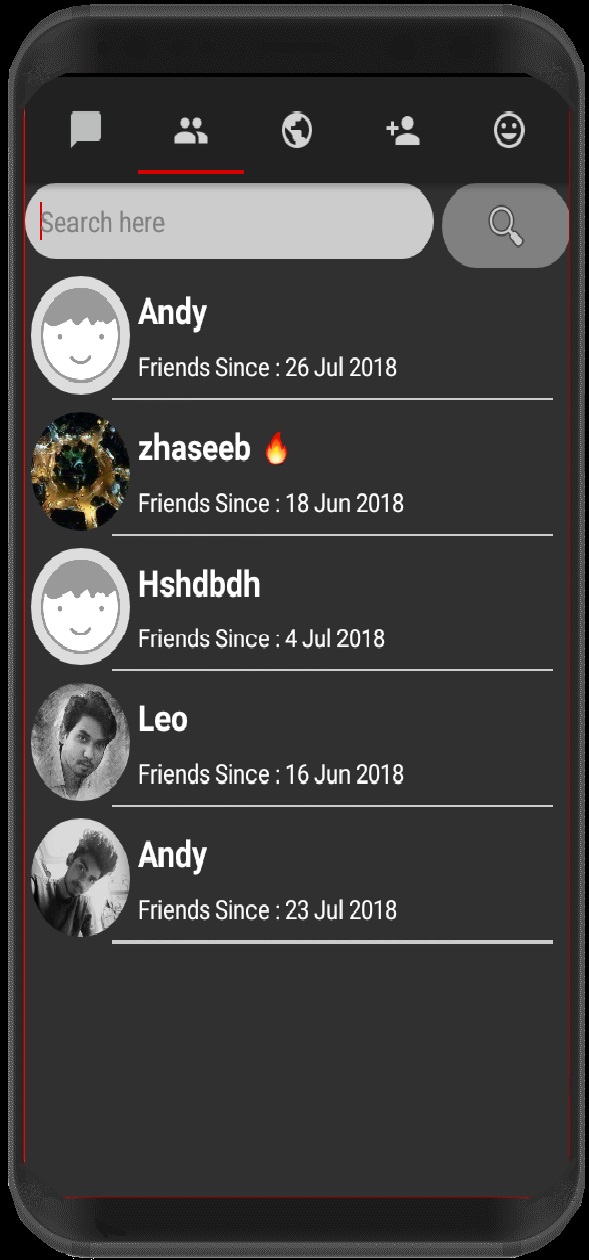 Search here
Andy
Friends Since : 26 Jul 2018
zhaseeb 🔥
Friends Since : 18 Jun 2018
Hshdbdh
Friends Since : 4 Jul 2018
Leo
Friends Since : 16 Jun 2018
Andy
Friends Since : 23 Jul 2018